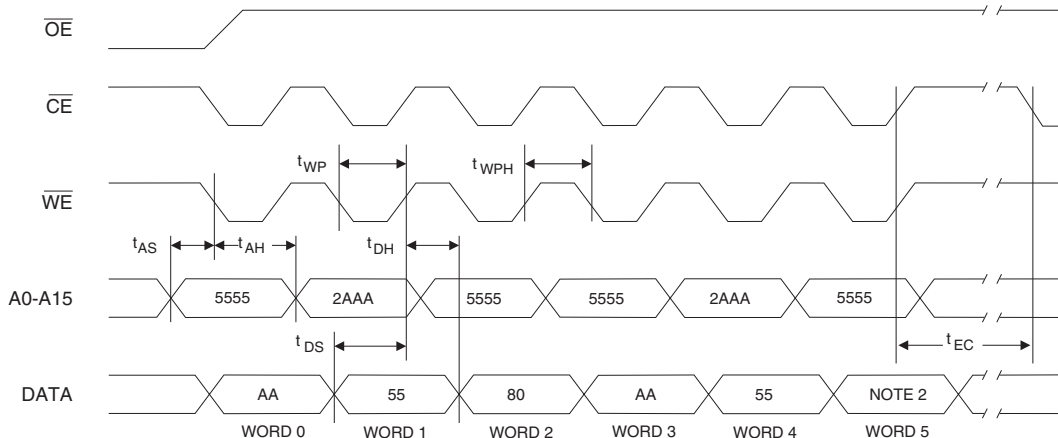 OE
CE
tWP
tWPH
WE
tAS
tAH
tDH
A0-A15
5555
2AAA
5555
5555
2AAA
5555
tDS
tEC
DATA
AA
55
80
AA
55
NOTE 2
WORD 0
WORD 1
WORD 2
WORD 3
WORD 4
WORD 5